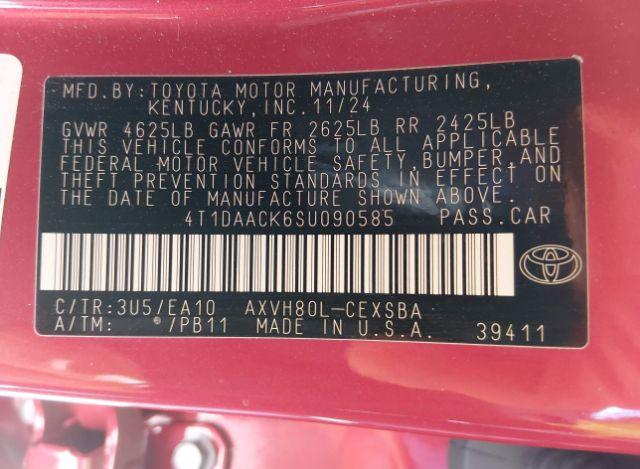 MFD. BY: TOYOTA MOTOR MANUFACTURING,
KENTUCKY, INC. 11/24
GVWR 4625LB GAWR FR 2625LB RR 2425LB
THIS VEHICLE CONFORMS TO ALL APPLICABLE
FEDERAL MOTOR VEHICLE SAFETY, BUMPER, AND
THEFT PREVENTION STANDARDS IN EFFECT ON
THE DATE OF MANUFACTURE SHOWN ABOVE.
4T1DAACK6SU090585 PASS. CAR
C/TR: 3U5/EA10 AXVH80L-CEXSBA
A/TM: /PB11 MADE IN U.S.A. 39411